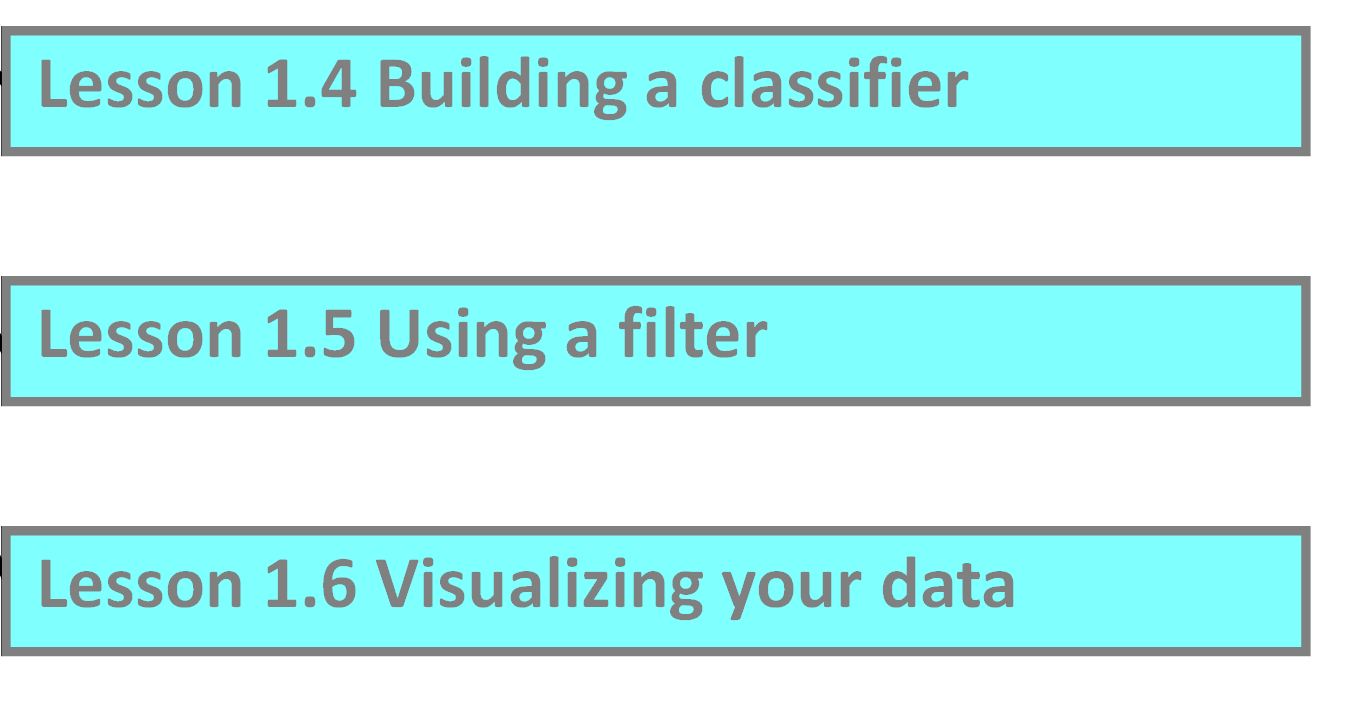 Lesson 1.4 Building a classifier
Lesson 1.5 Using a filter
Lesson 1.6 Visualizing your data